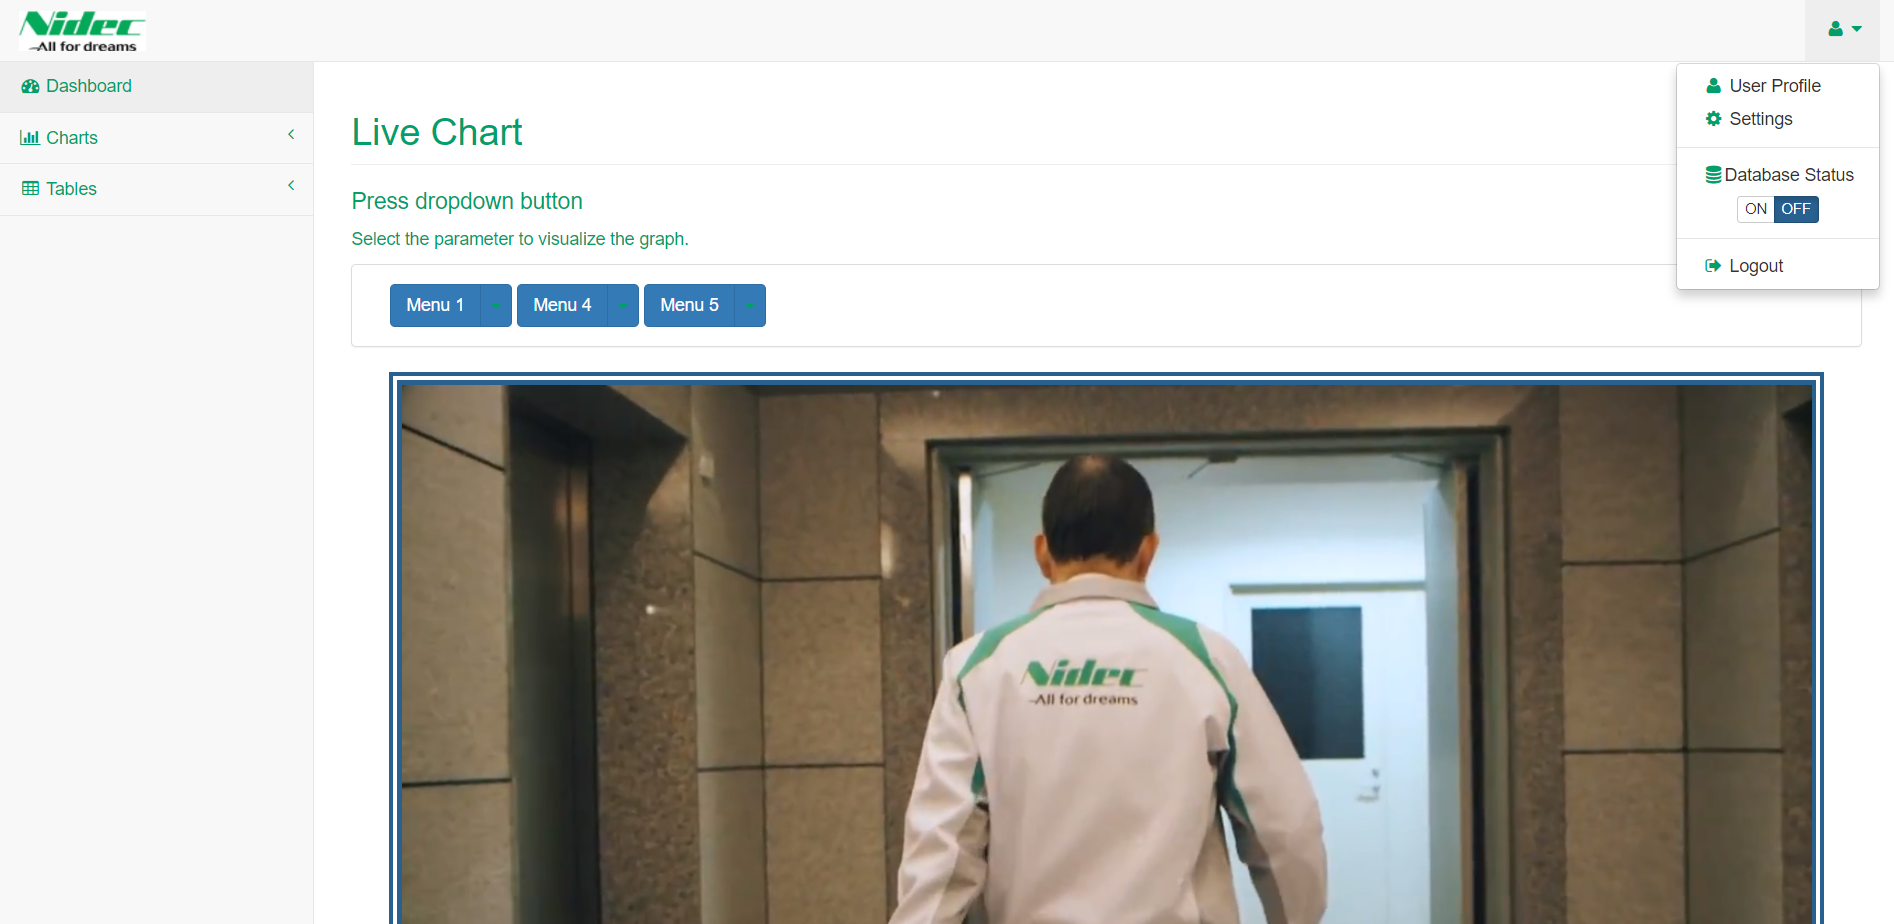 Nidec
-All for dreams
Dashboard
Charts
Tables
Live Chart
Press dropdown button
Select the parameter to visualize the graph.
Menu 1
Menu 4
Menu 5
User Profile
Settings
Database Status
ON OFF
Logout
Nidec
-All for dreams